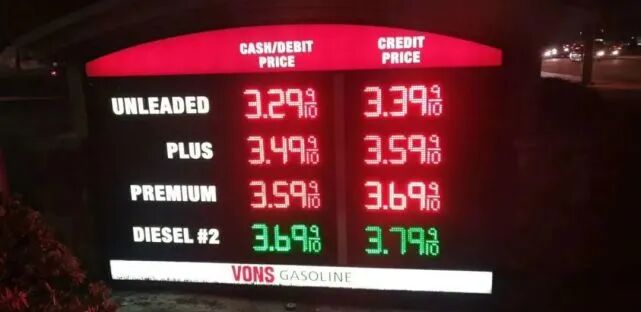 CASH/DEBIT PRICE CREDIT PRICE
UNLEADED 3.29 9/10 3.39 9/10
PLUS 3.49 9/10 3.59 9/10
PREMIUM 3.59 9/10 3.69 9/10
DIESEL #2 3.69 9/10 3.79 9/10
VONS GASOLINE